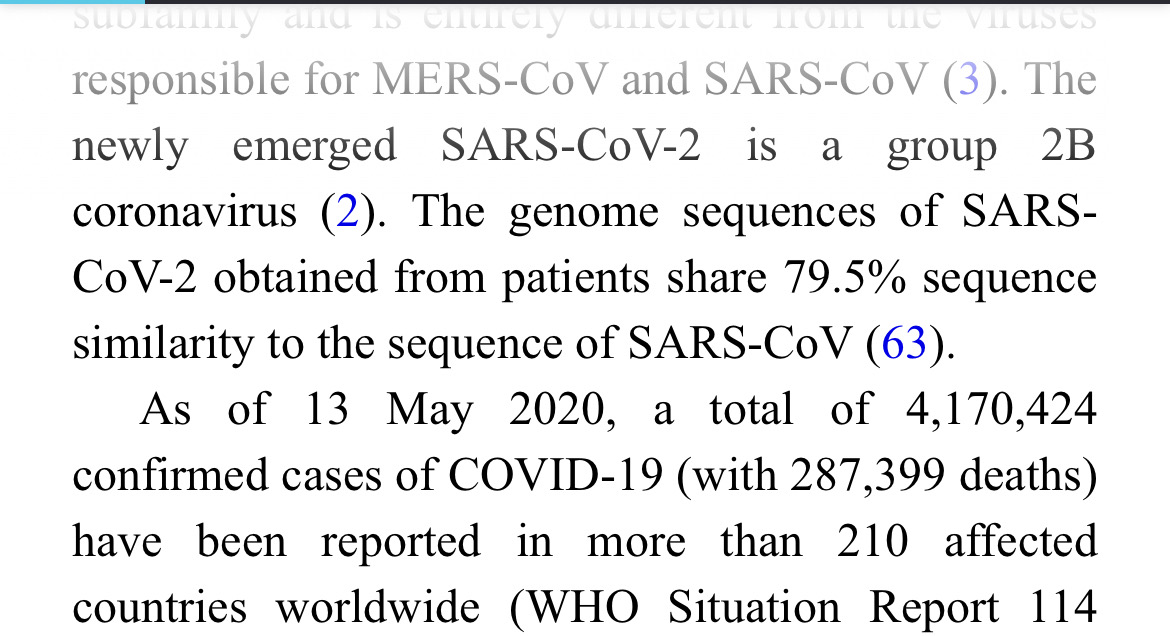 subfamily and is entirely different from the viruses
responsible for MERS-CoV and SARS-CoV (3). The
newly emerged SARS-CoV-2 is a group 2B
coronavirus (2). The genome sequences of SARS-
CoV-2 obtained from patients share 79.5% sequence
similarity to the sequence of SARS-CoV (63).
As of 13 May 2020, a total of 4,170,424
confirmed cases of COVID-19 (with 287,399 deaths)
have been reported in more than 210 affected
countries worldwide (WHO Situation Report 114